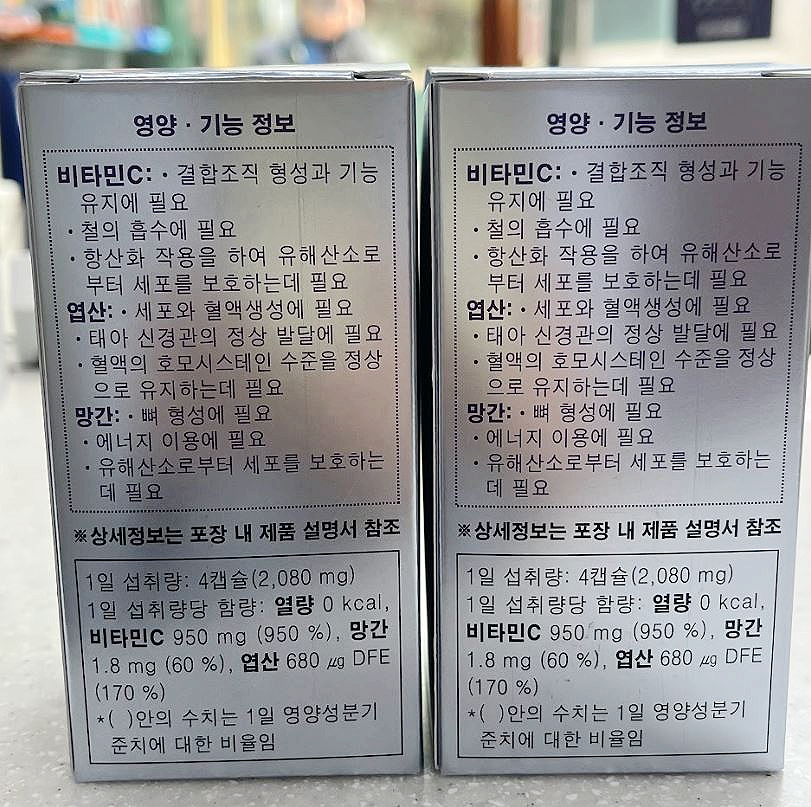 영양 · 기능 정보
비타민C: · 결합조직 형성과 기능
유지에 필요
· 철의 흡수에 필요
· 항산화 작용을 하여 유해산소로
부터 세포를 보호하는데 필요
엽산: · 세포와 혈액생성에 필요
· 태아 신경관의 정상 발달에 필요
· 혈액의 호모시스테인 수준을 정상
으로 유지하는데 필요
망간: · 뼈 형성에 필요
· 에너지 이용에 필요
· 유해산소로부터 세포를 보호하는
데 필요
※상세정보는 포장 내 제품 설명서 참조
1일 섭취량: 4캡슐(2,080 mg)
1일 섭취량당 함량: 열량 0 kcal,
비타민C 950 mg (950 %), 망간
1.8 mg (60 %), 엽산 680 ㎍ DFE
(170 %)
*( )안의 수치는 1일 영양성분기
준치에 대한 비율임
영양 · 기능 정보
비타민C: · 결합조직 형성과 기능
유지에 필요
· 철의 흡수에 필요
· 항산화 작용을 하여 유해산소로
부터 세포를 보호하는데 필요
엽산: · 세포와 혈액생성에 필요
· 태아 신경관의 정상 발달에 필요
· 혈액의 호모시스테인 수준을 정상
으로 유지하는데 필요
망간: · 뼈 형성에 필요
· 에너지 이용에 필요
· 유해산소로부터 세포를 보호하는
데 필요
※상세정보는 포장 내 제품 설명서 참조
1일 섭취량: 4캡슐(2,080 mg)
1일 섭취량당 함량: 열량 0 kcal,
비타민C 950 mg (950 %), 망간
1.8 mg (60 %), 엽산 680 ㎍ DFE
(170 %)
*( )안의 수치는 1일 영양성분기
준치에 대한 비율임